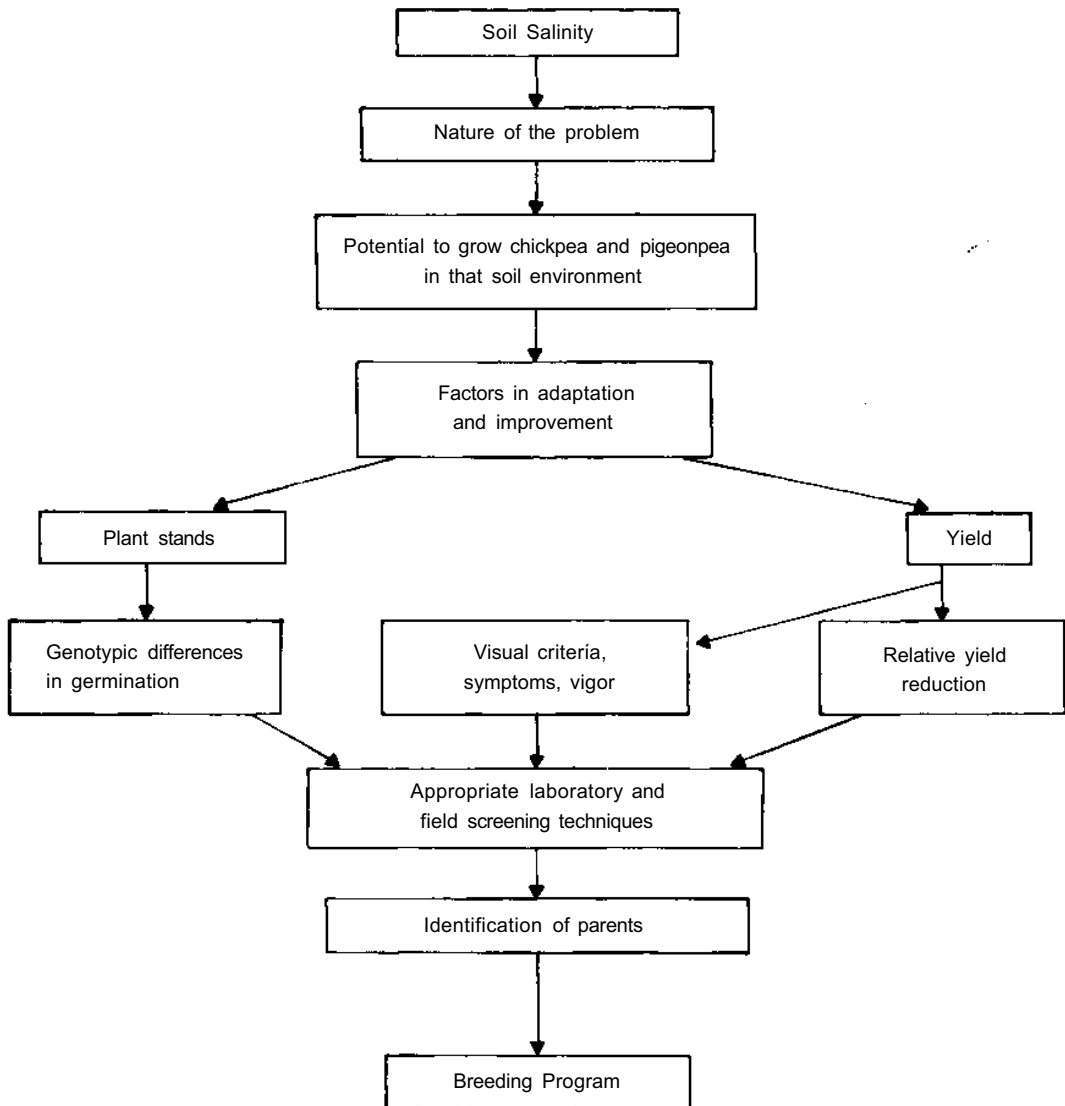 Soil Salinity
Nature of the problem
Potential to grow chickpea and pigeonpea
in that soil environment
Factors in adaptation
and improvement
Plant stands
Yield
Genotypic differences
in germination
Visual critería,
symptoms, vigor
Relative yield
reduction
Appropriate laboratory and
field screening techniques
Identification of parents
Breeding Program